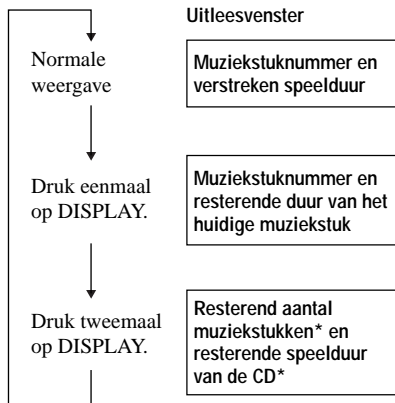 Uitleesvenster
Normale
weergave
Muziekstuknummer en
verstreken speelduur
Druk eenmaal
op DISPLAY.
Muziekstuknummer en
resterende duur van het
huidige muziekstuk
Druk tweemaal
op DISPLAY.
Resterend aantal
muziekstukken* en
resterende speelduur
van de CD*